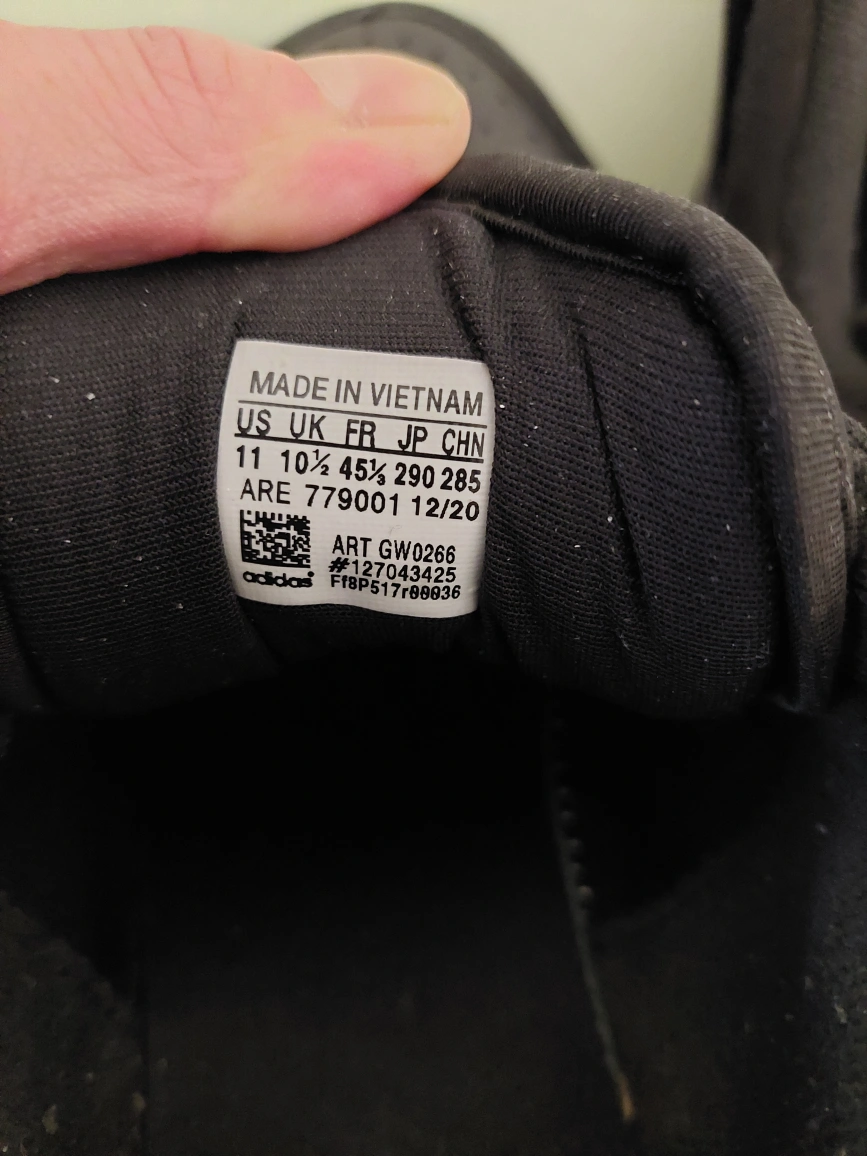 MADE IN VIETNAM
US UK FR JP CHN
11 10½ 45⅓ 290 285
ARE 779001 12/20
ART GW0266
#127043425
Ff8P517r00036
adidas